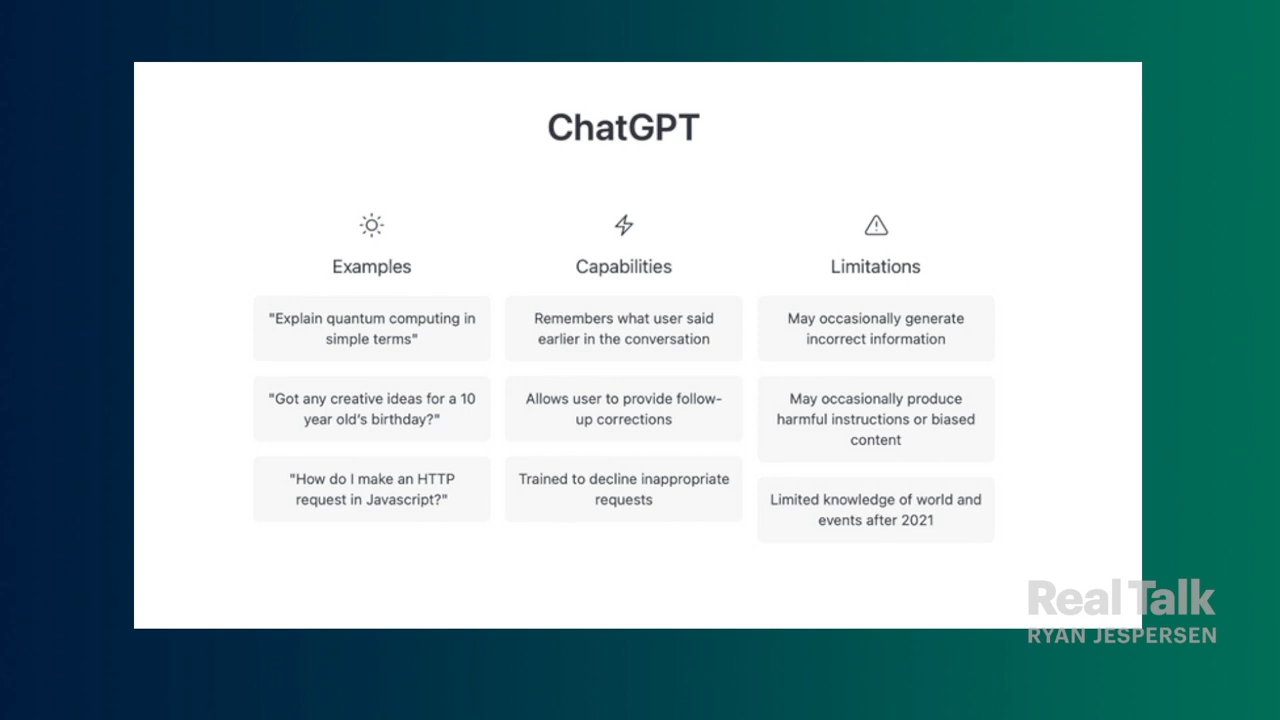 ChatGPT
Examples
"Explain quantum computing in
simple terms"
"Got any creative ideas for a 10
year old's birthday?"
"How do I make an HTTP
request in Javascript?"
Capabilities
Remembers what user said
earlier in the conversation
Allows user to provide follow-
up corrections
Trained to decline inappropriate
requests
Limitations
May occasionally generate
incorrect information
May occasionally produce
harmful instructions or biased
content
Limited knowledge of world and
events after 2021
Real Talk
RYAN JESPERSEN